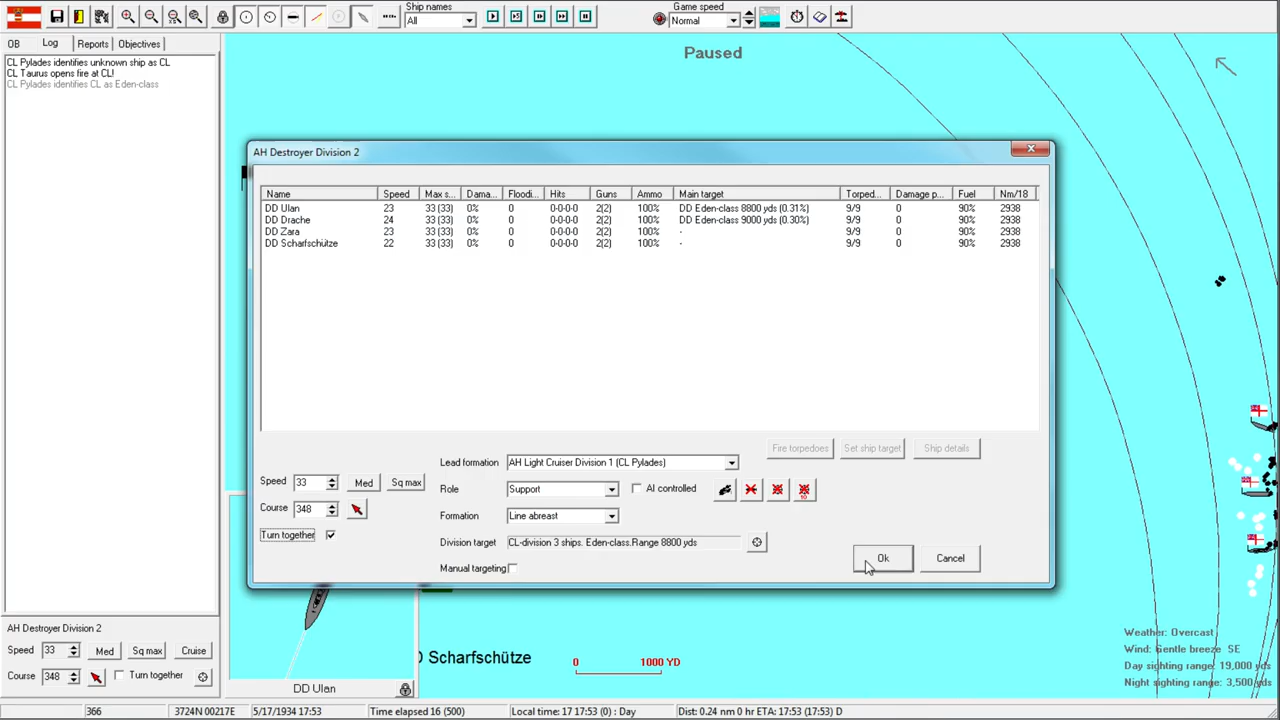 Ship names
All
Game speed
Normal
OB Log Reports Objectives
CL Pylades identifies unknown ship as CL
CL Taurus opens fire at CL!
CL Pylades identifies CL as Eden-class
Paused
AH Destroyer Division 2
Name Speed Max s... Dama... Floodi... Hits Guns Ammo Main target Torped... Damage p... Fuel Nm/18
DD Ulan 23 33 (33) 0% 0 0-0-0-0 2(2) 100% DD Eden-class 8800 yds (0.31%) 9/9 0 90% 2938
DD Drache 24 33 (33) 0% 0 0-0-0-0 2(2) 100% DD Eden-class 9000 yds (0.30%) 9/9 0 90% 2938
DD Zara 23 33 (33) 0% 0 0-0-0-0 2(2) 100% - 9/9 0 90% 2938
DD Scharfschütze 22 33 (33) 0% 0 0-0-0-0 2(2) 100% - 9/9 0 90% 2938
Fire torpedoes Set ship target Ship details
Lead formation AH Light Cruiser Division 1 (CL Pylades)
Speed 33 Med Sq max
Role Support AI controlled
10
Course 348
Formation Line abreast
Turn together
Division target CL-division 3 ships. Eden-class.Range 8800 yds
Manual targeting
Ok Cancel
AH Destroyer Division 2
Speed 33 Med Sq max Cruise
Course 348 Turn together
DD Ulan
Scharfschütze
0 1000 YD
Weather: Overcast
Wind: Gentle breeze SE
Day sighting range: 19,000 yds
Night sighting range: 3,500 yds
366 3724N 00217E 5/17/1934 17:53 Time elapsed 16 (500) Local time: 17 17:53 (0) : Day Dist: 0.24 nm 0 hr ETA: 17:53 (17:53) D